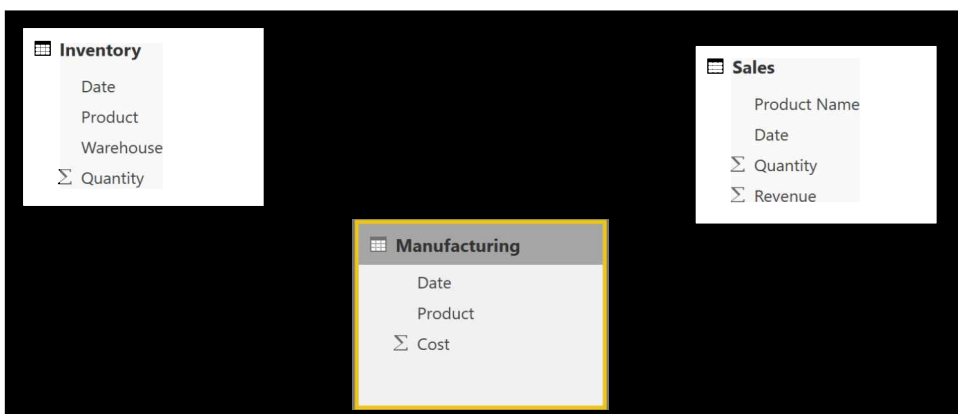 Inventory
Date
Product
Warehouse
Σ Quantity
Sales
Product Name
Date
Σ Quantity
Σ Revenue
Manufacturing
Date
Product
Σ Cost